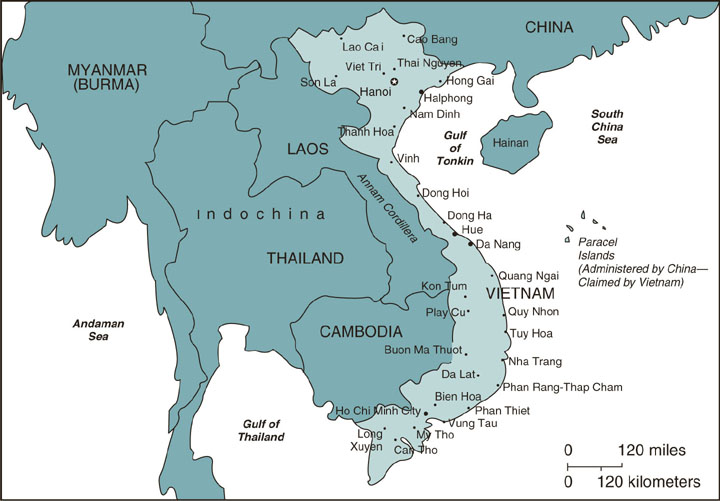 CHINA
Cao Bang
Lao Cai
Thai Nguyen
Viet Tri
MYANMAR
(BURMA)
Son La
Hong Gai
Hanoi
Halphong
Nam Dinh
South
China
Sea
Thanh Hoa
Gulf
of
Tonkin
Hainan
LAOS
Vinh
Annam Cordillera
Dong Hoi
Indochina
Dong Ha
Hue
Da Nang
Paracel
Islands
(Administered by China—
Claimed by Vietnam)
THAILAND
Quang Ngai
Kon Tum
VIETNAM
Play Cu
Quy Nhon
Andaman
Sea
CAMBODIA
Tuy Hoa
Buon Ma Thuot
Nha Trang
Da Lat
Phan Rang-Thap Cham
Bien Hoa
Ho Chi Minh City
Phan Thiet
Vung Tau
Gulf of
Thailand
Long
Xuyen
My Tho
Can Tho
0 120 miles
0 120 kilometers